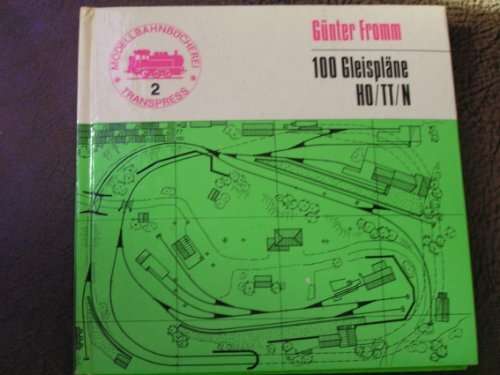 MODELLBAHNBÜCHEREI
2
TRANSPRESS
Günter Fromm
100 Gleispläne
HO/TT/N